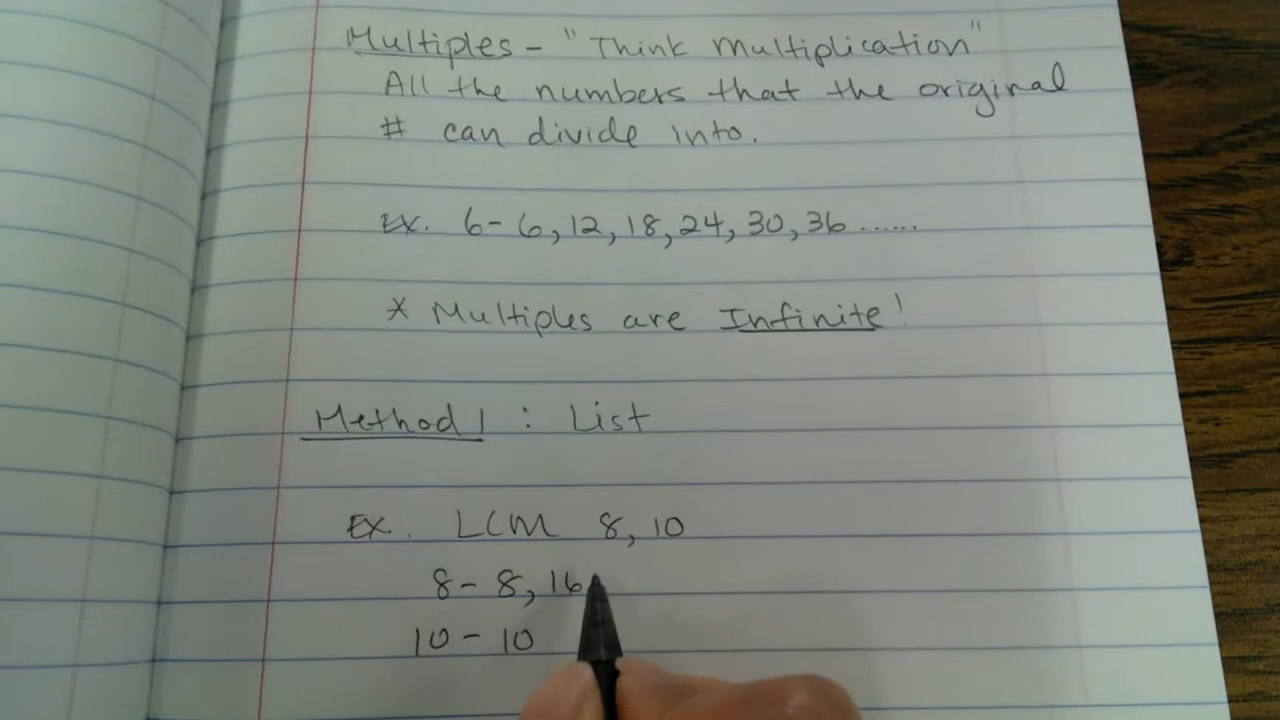 Multiples - "Think Multiplication"
All the numbers that the original
# can divide into.
Ex. 6 - 6, 12, 18, 24, 30, 36......
* Multiples are Infinite!
Method 1 : List
Ex. LCM 8, 10
8 - 8, 16
10 - 10